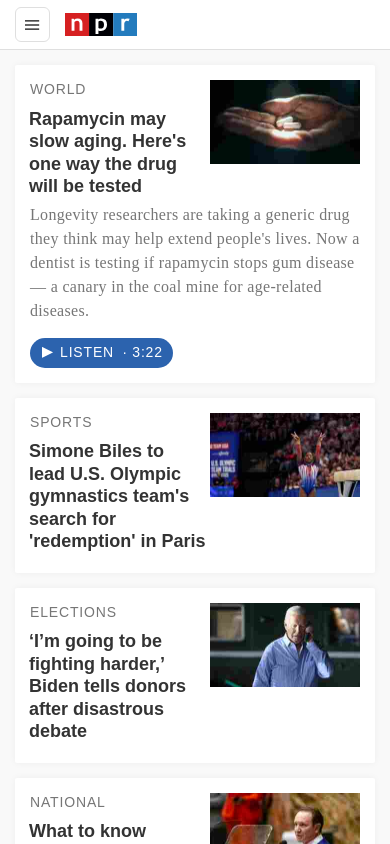 npr
WORLD
Rapamycin may
slow aging. Here's
one way the drug
will be tested
Longevity researchers are taking a generic drug
they think may help extend people's lives. Now a
dentist is testing if rapamycin stops gum disease
— a canary in the coal mine for age-related
diseases.
LISTEN · 3:22
SPORTS
Simone Biles to
lead U.S. Olympic
gymnastics team's
search for
'redemption' in Paris
ELECTIONS
‘I’m going to be
fighting harder,’
Biden tells donors
after disastrous
debate
NATIONAL
What to know